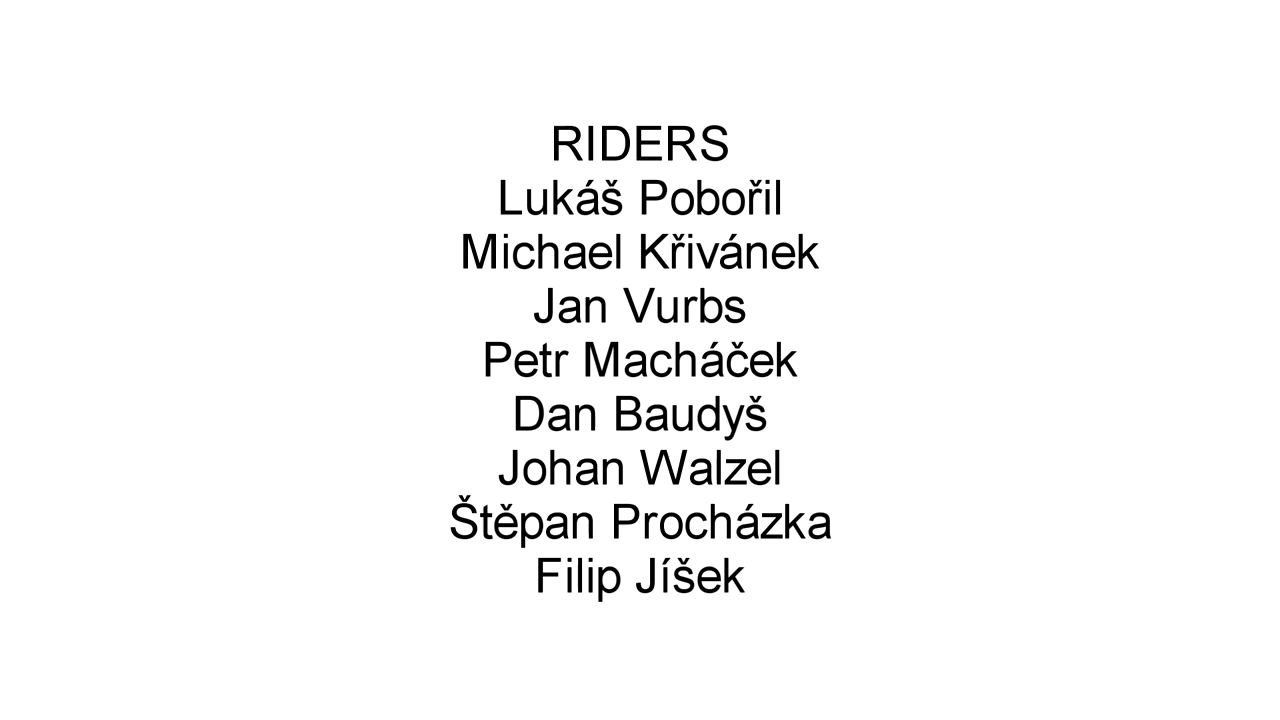 RIDERS
Lukáš Pobořil
Michael Křivánek
Jan Vurbs
Petr Macháček
Dan Baudyš
Johan Walzel
Štěpan Procházka
Filip Jíšek